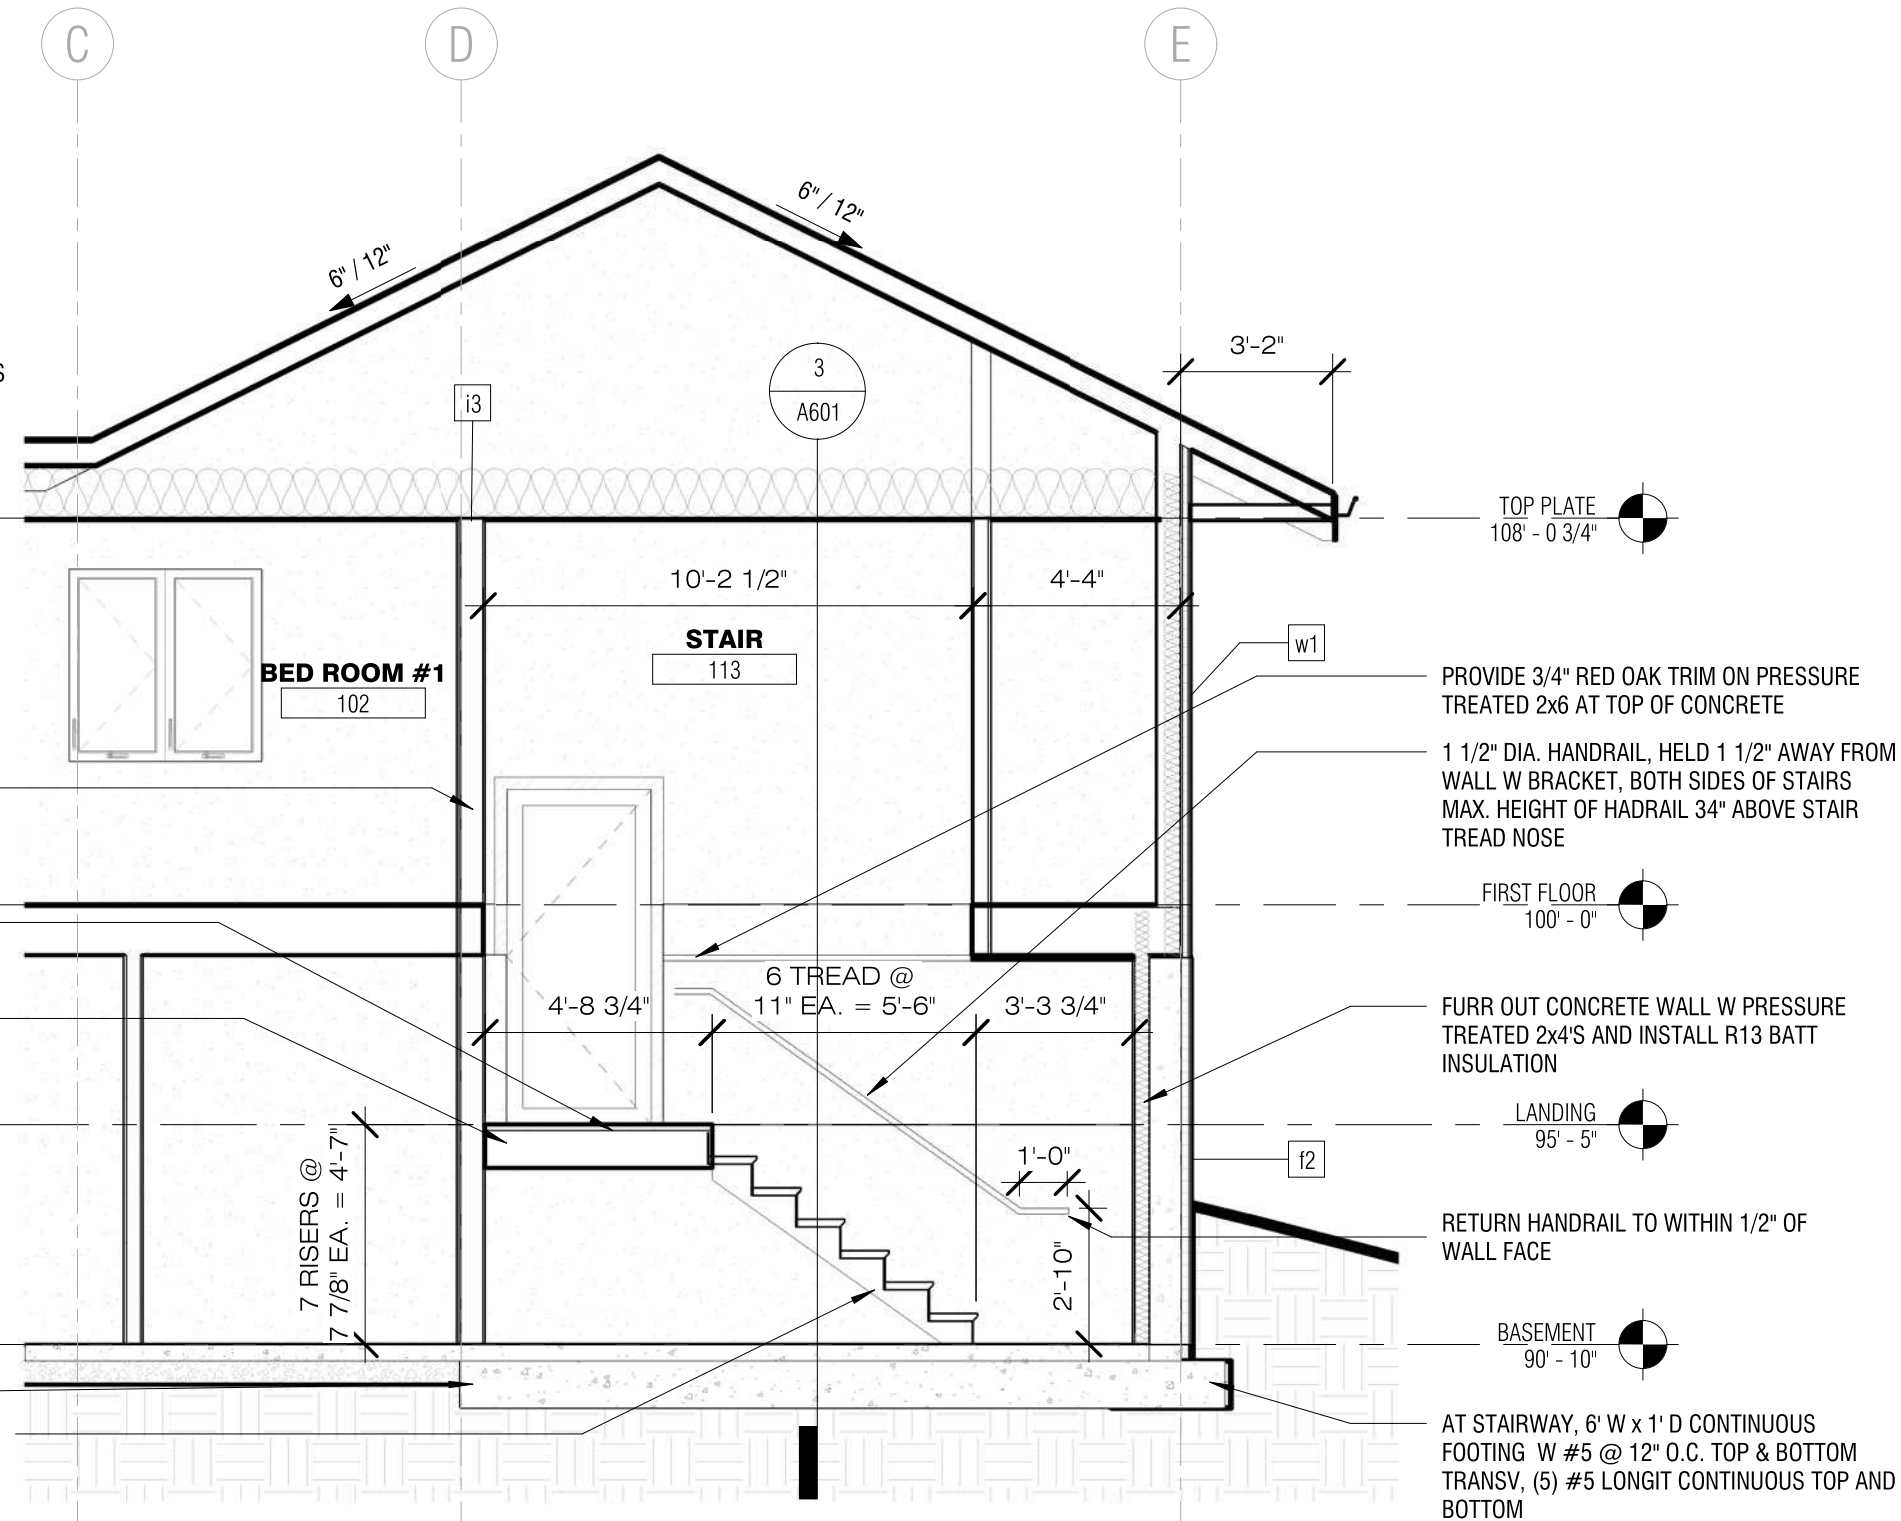 C
D
E
6" / 12"
6" / 12"
3'-2"
3
A601
S
i3
TOP PLATE
108' - 0 3/4"
10'-2 1/2"
4'-4"
STAIR
113
w1
BED ROOM #1
102
PROVIDE 3/4" RED OAK TRIM ON PRESSURE
TREATED 2x6 AT TOP OF CONCRETE
1 1/2" DIA. HANDRAIL, HELD 1 1/2" AWAY FROM
WALL W BRACKET, BOTH SIDES OF STAIRS
MAX. HEIGHT OF HADRAIL 34" ABOVE STAIR
TREAD NOSE
FIRST FLOOR
100' - 0"
6 TREAD @
11" EA. = 5'-6"
4'-8 3/4"
3'-3 3/4"
FURR OUT CONCRETE WALL W PRESSURE
TREATED 2x4'S AND INSTALL R13 BATT
INSULATION
LANDING
95' - 5"
7 RISERS @
7 7/8" EA. = 4'-7"
1'-0"
f2
RETURN HANDRAIL TO WITHIN 1/2" OF
WALL FACE
2'-10"
BASEMENT
90' - 10"
AT STAIRWAY, 6' W x 1' D CONTINUOUS
FOOTING W #5 @ 12" O.C. TOP & BOTTOM
TRANSV, (5) #5 LONGIT CONTINUOUS TOP AND
BOTTOM